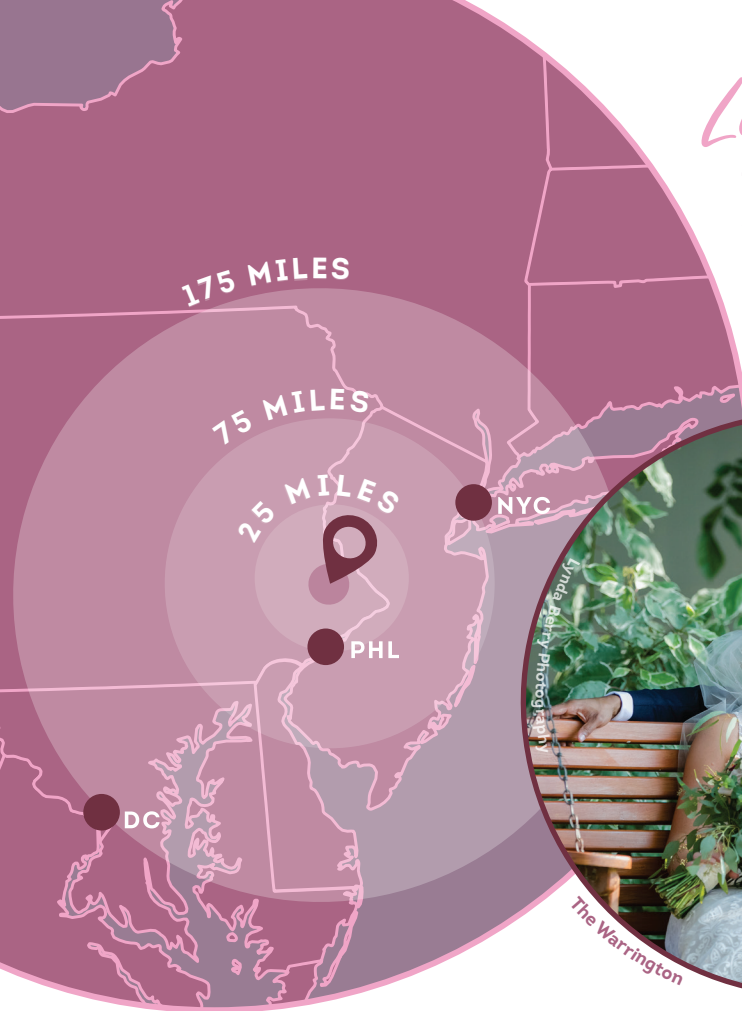 175 MILES
75 MILES
25 MILES
NYC
PHL
DC
Lynda Berry Photography
The Warrington